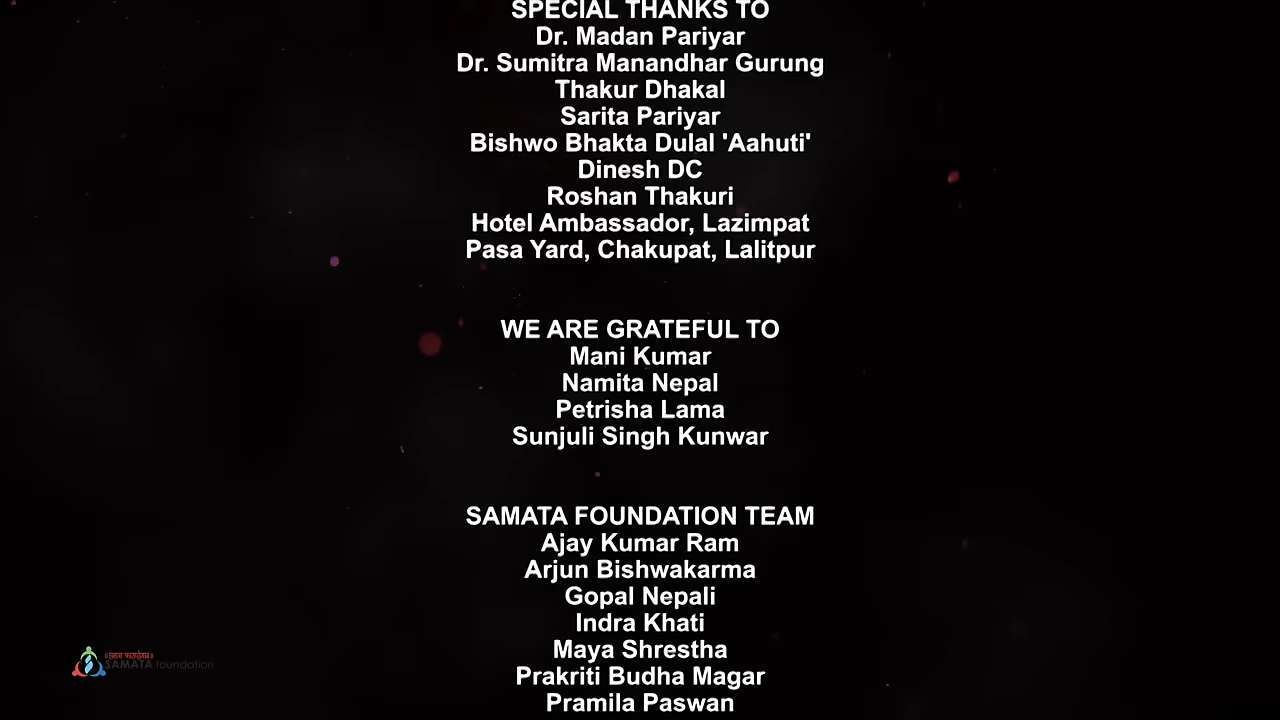 SPECIAL THANKS TO
Dr. Madan Pariyar
Dr. Sumitra Manandhar Gurung
Thakur Dhakal
Sarita Pariyar
Bishwo Bhakta Dulal 'Aahuti'
Dinesh DC
Roshan Thakuri
Hotel Ambassador, Lazimpat
Pasa Yard, Chakupat, Lalitpur
WE ARE GRATEFUL TO
Mani Kumar
Namita Nepal
Petrisha Lama
Sunjuli Singh Kunwar
SAMATA FOUNDATION TEAM
Ajay Kumar Ram
Arjun Bishwakarma
Gopal Nepali
Indra Khati
Maya Shrestha
Prakriti Budha Magar
Pramila Paswan
SAMATA foundation